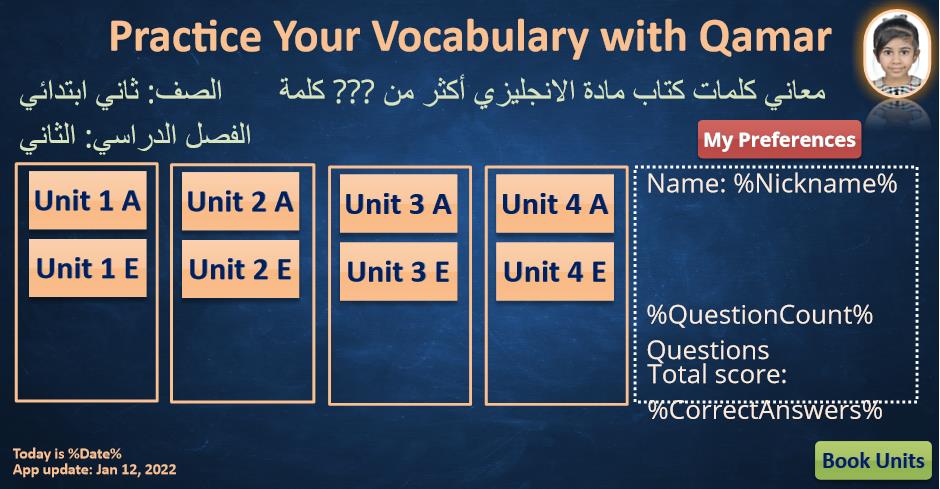 Practice Your Vocabulary with Qamar
معاني كلمات كتاب مادة الانجليزي أكثر من ??? كلمة
الصف: ثاني ابتدائي
الفصل الدراسي: الثاني
My Preferences
Unit 1 A
Unit 1 E
Unit 2 A
Unit 2 E
Unit 3 A
Unit 3 E
Unit 4 A
Unit 4 E
Name: %Nickname%
%QuestionCount%
Questions
Total score:
%CorrectAnswers%
Today is %Date%
App update: Jan 12, 2022
Book Units